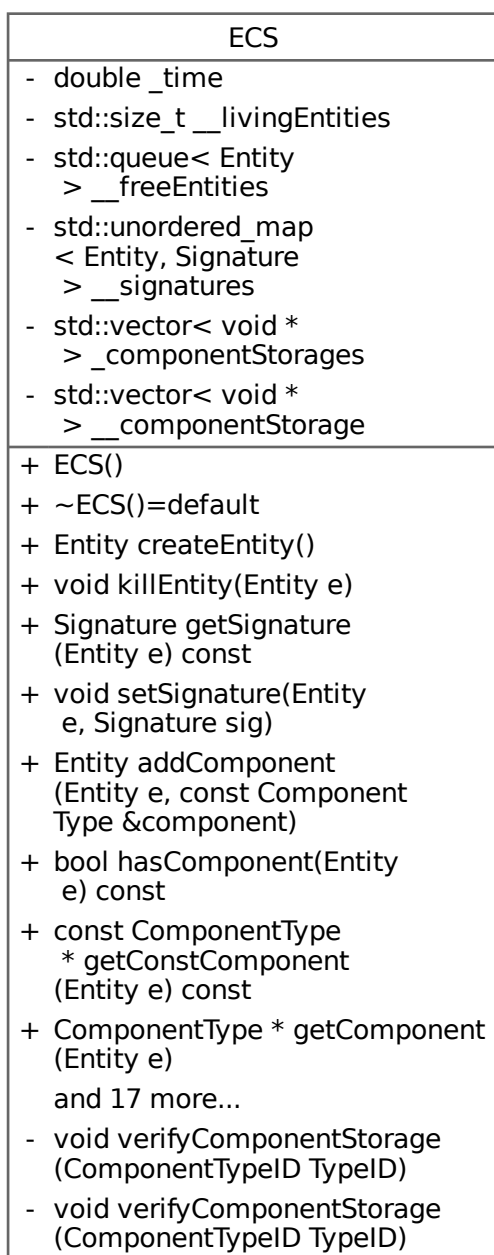 ECS
- double _time
- std::size_t __livingEntities
- std::queue< Entity
> __freeEntities
- std::unordered_map
< Entity, Signature
> __signatures
- std::vector< void *
> _componentStorages
- std::vector< void *
> __componentStorage
+ ECS()
+ ~ECS()=default
+ Entity createEntity()
+ void killEntity(Entity e)
+ Signature getSignature
(Entity e) const
+ void setSignature(Entity
e, Signature sig)
+ Entity addComponent
(Entity e, const Component
Type &component)
+ bool hasComponent(Entity
e) const
+ const ComponentType
* getConstComponent
(Entity e) const
+ ComponentType * getComponent
(Entity e)
and 17 more...
- void verifyComponentStorage
(ComponentTypeID TypeID)
- void verifyComponentStorage
(ComponentTypeID TypeID)